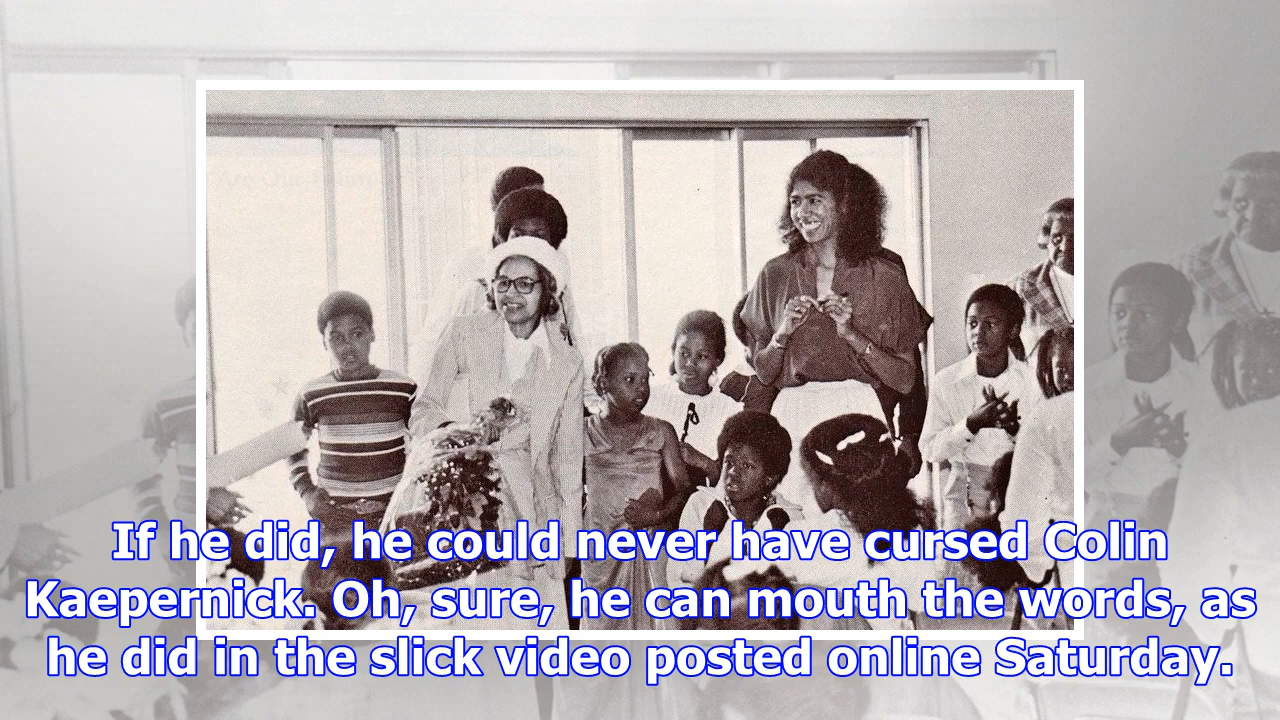 If he did, he could never have cursed Colin
Kaepernick. Oh, sure, he can mouth the words, as
he did in the slick video posted online Saturday.